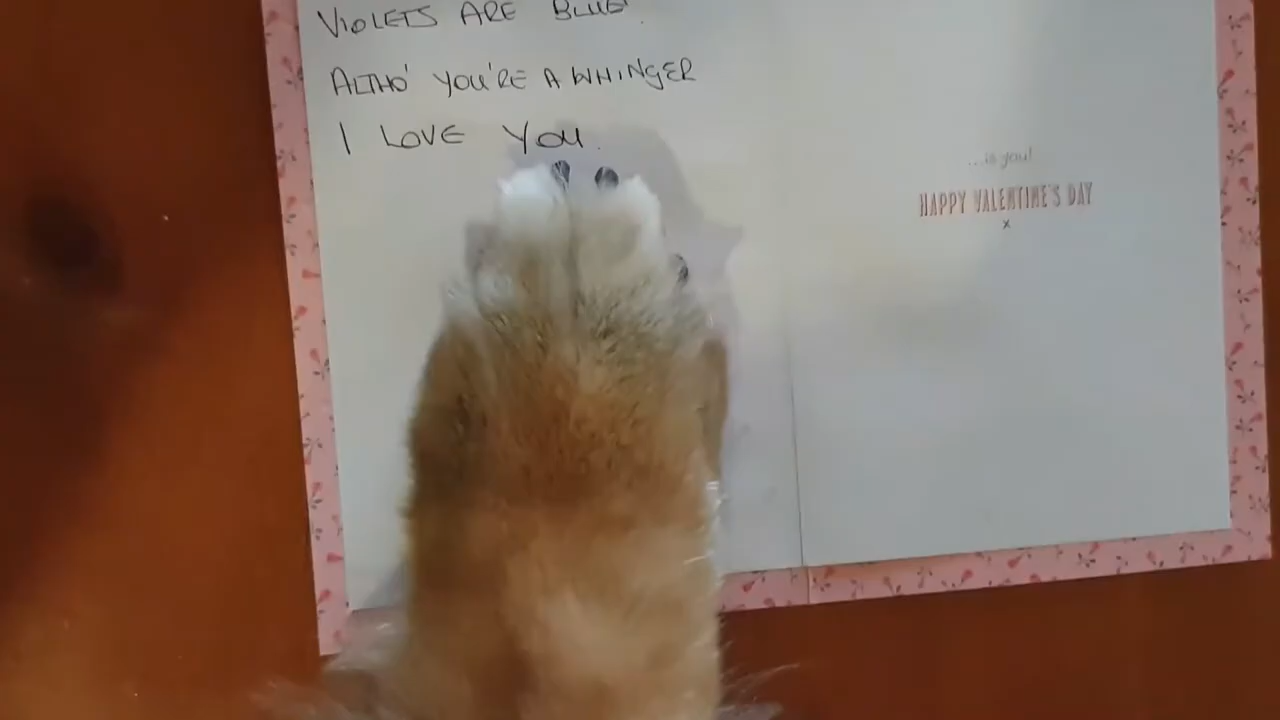 VIOLETS ARE BLUE.
ALTHO' YOU'RE A WHINGER
I LOVE YOU.
...is you!
HAPPY VALENTINE'S DAY
x